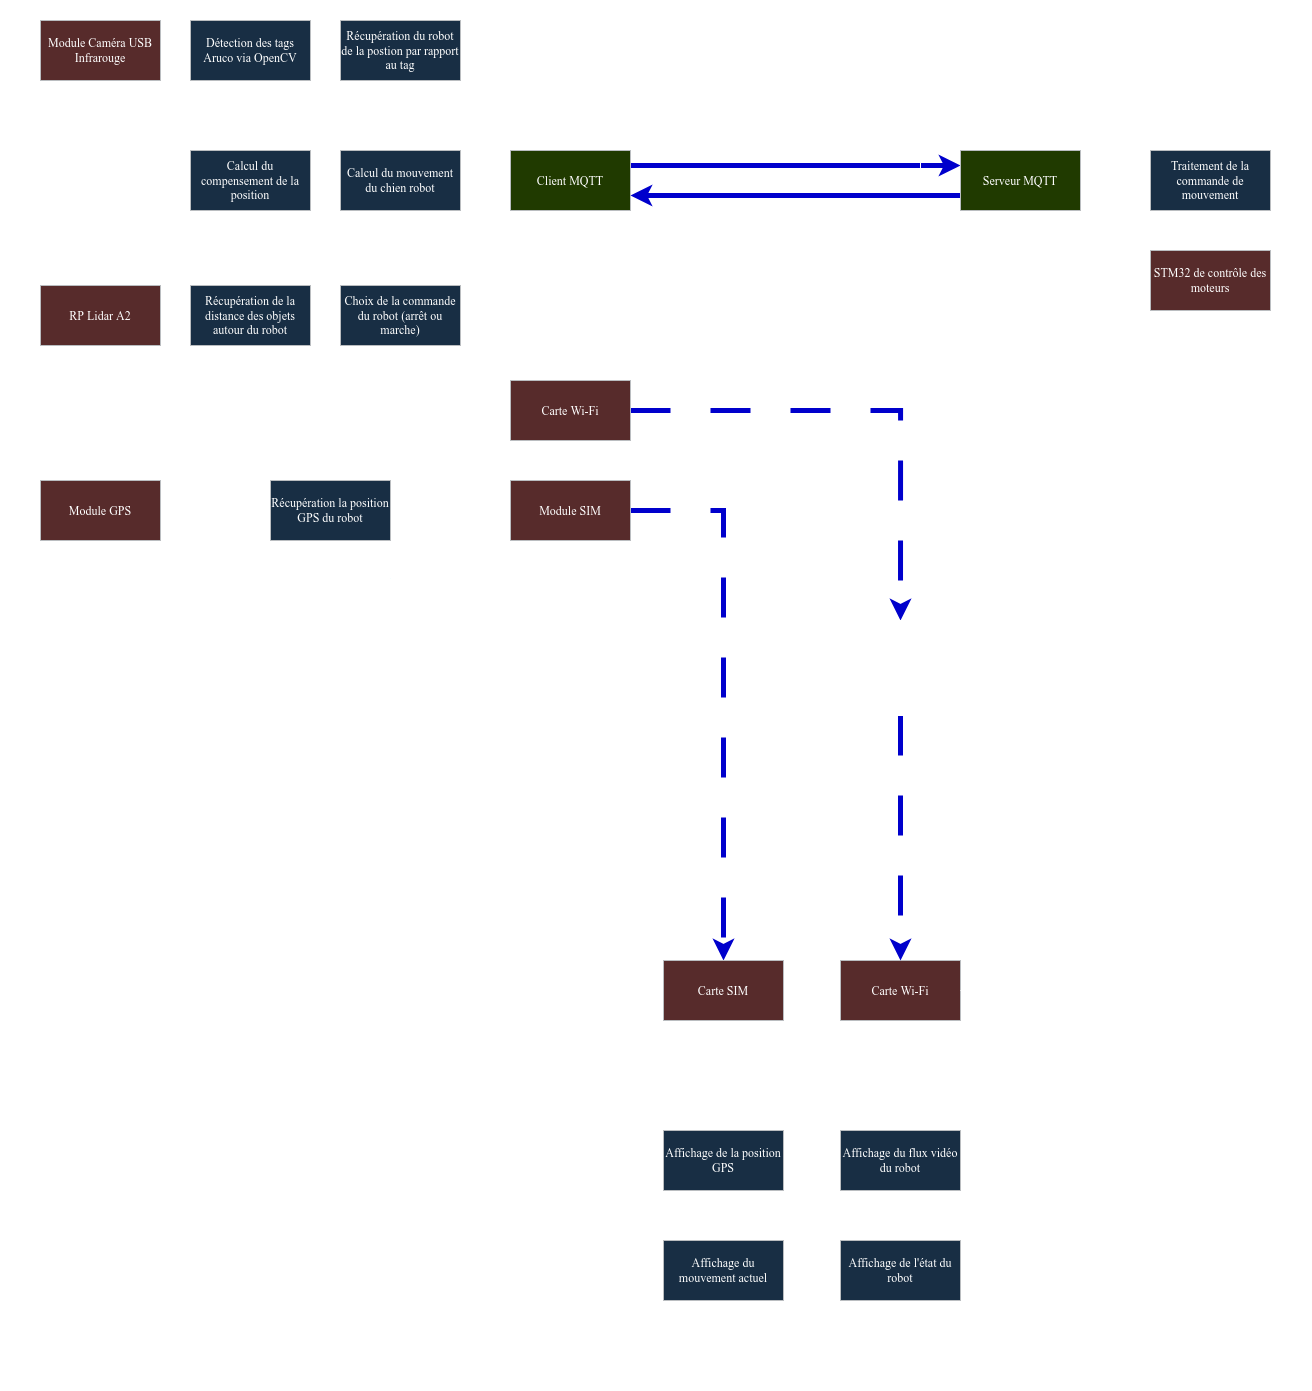 Module Caméra USB
Infrarouge
Détection des tags
Aruco via OpenCV
Récupération du robot
de la postion par rapport
au tag
Calcul du
compensement de la
position
Calcul du mouvement
du chien robot
Client MQTT
Serveur MQTT
Traitement de la
commande de
mouvement
STM32 de contrôle des
moteurs
RP Lidar A2
Récupération de la
distance des objets
autour du robot
Choix de la commande
du robot (arrêt ou
marche)
Carte Wi-Fi
Module GPS
Récupération la position
GPS du robot
Module SIM
Carte SIM
Carte Wi-Fi
Affichage de la position
GPS
Affichage du flux vidéo
du robot
Affichage du
mouvement actuel
Affichage de l'état du
robot